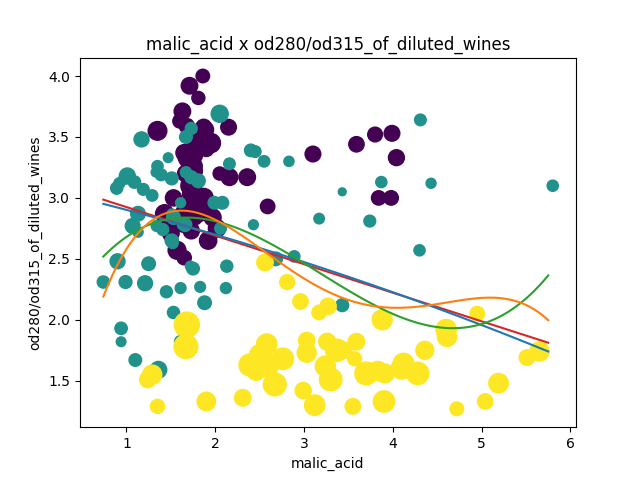 malic_acid x od280/od315_of_diluted_wines
4.0
3.5
3.0
2.5
2.0
1.5
od280/od315_of_diluted_wines
1 2 3 4 5 6
malic_acid